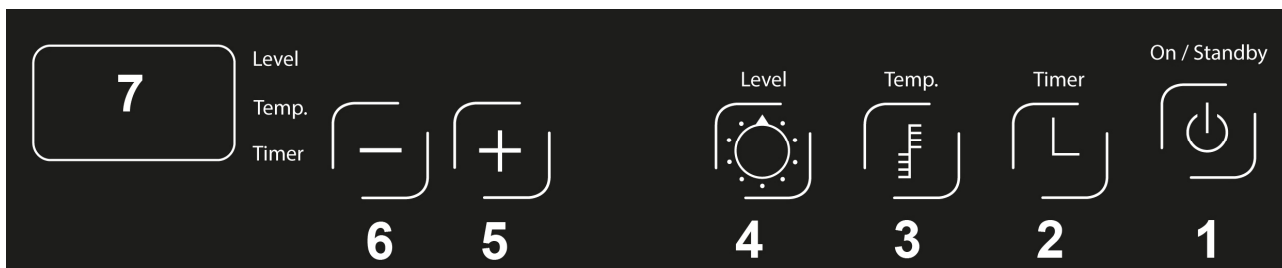 On / Standby
Level
Level Temp. Timer
7
Temp.
Timer
6 5 4 3 2 1